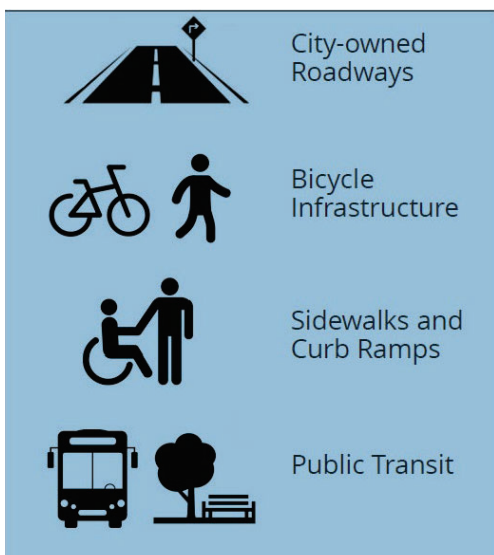 City-owned
Roadways
Bicycle
Infrastructure
Sidewalks and
Curb Ramps
Public Transit